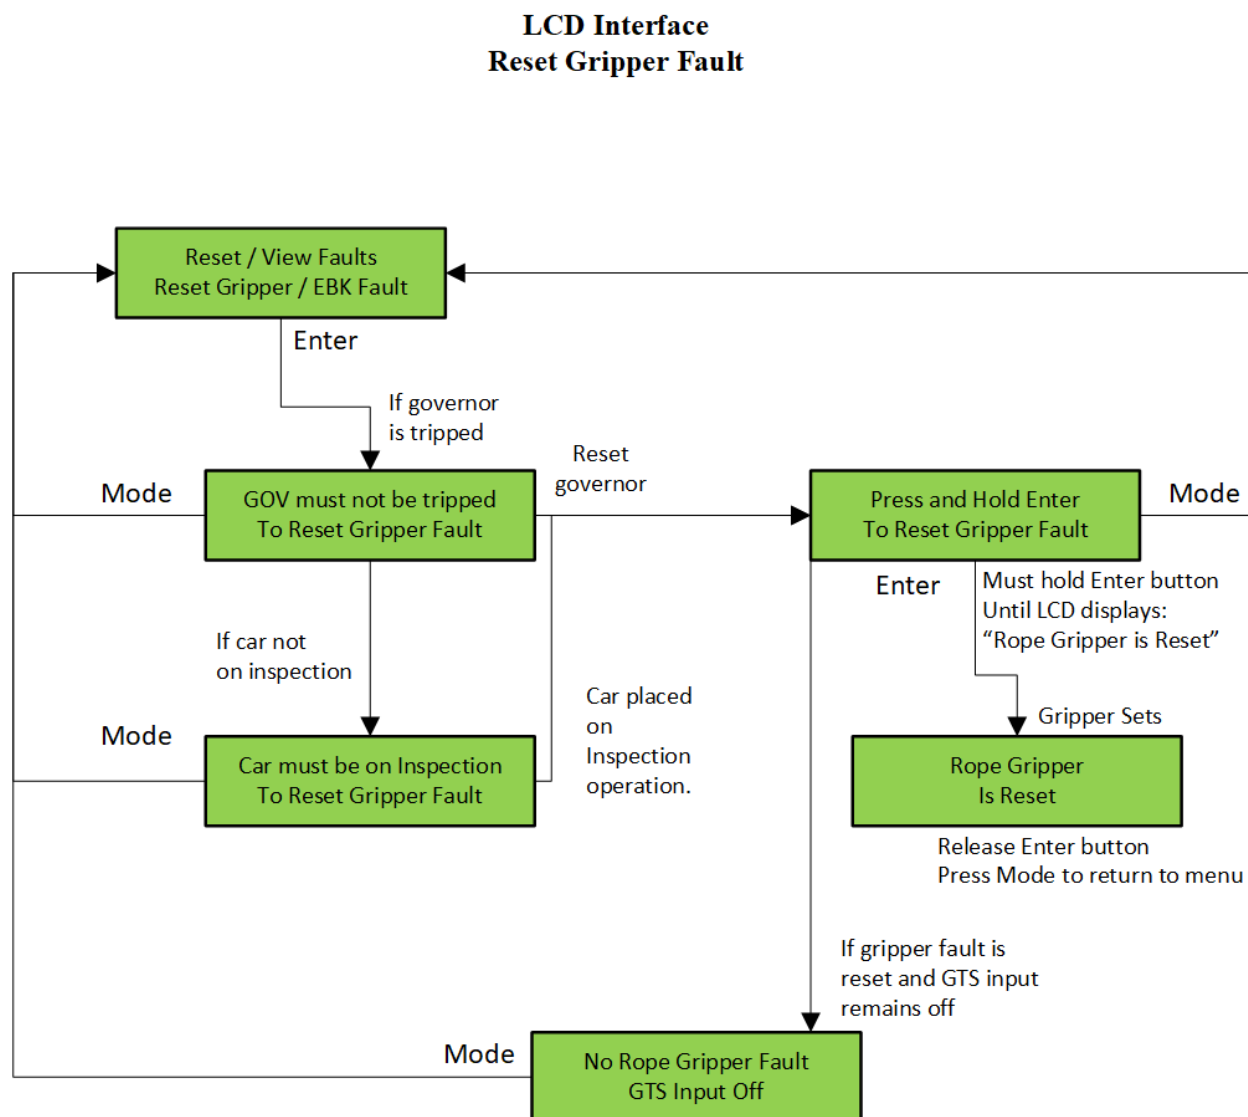 LCD Interface
Reset Gripper Fault
Reset / View Faults
Reset Gripper / EBK Fault
Enter
If governor
is tripped
Mode
GOV must not be tripped
To Reset Gripper Fault
Reset
governor
Press and Hold Enter
To Reset Gripper Fault
Mode
Enter
Must hold Enter button
Until LCD displays:
“Rope Gripper is Reset”
If car not
on inspection
Mode
Car must be on Inspection
To Reset Gripper Fault
Car placed
on
Inspection
operation.
Gripper Sets
Rope Gripper
Is Reset
Release Enter button
Press Mode to return to menu
If gripper fault is
reset and GTS input
remains off
Mode
No Rope Gripper Fault
GTS Input Off